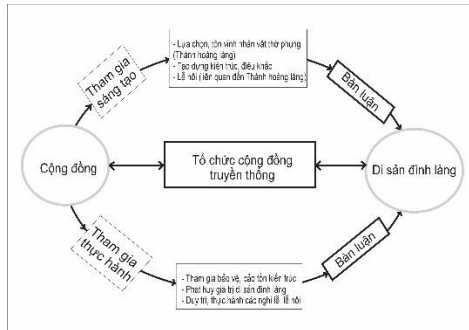 Tham gia
sáng tạo
- Lựa chọn, tôn vinh nhân vật thờ phụng
(Thành hoàng làng)
- Tạo dựng kiến trúc, điêu khắc
- Lễ hội (liên quan đến Thành hoàng làng)
Bàn luận
Cộng đồng
Tổ chức cộng đồng
truyền thống
Di sản đình làng
Tham gia
thực hành
- Tham gia bảo vệ, bảo tồn kiến trúc
- Phát huy giá trị di sản đình làng
- Duy trì, thực hành các nghi lễ, lễ hội
Bàn luận